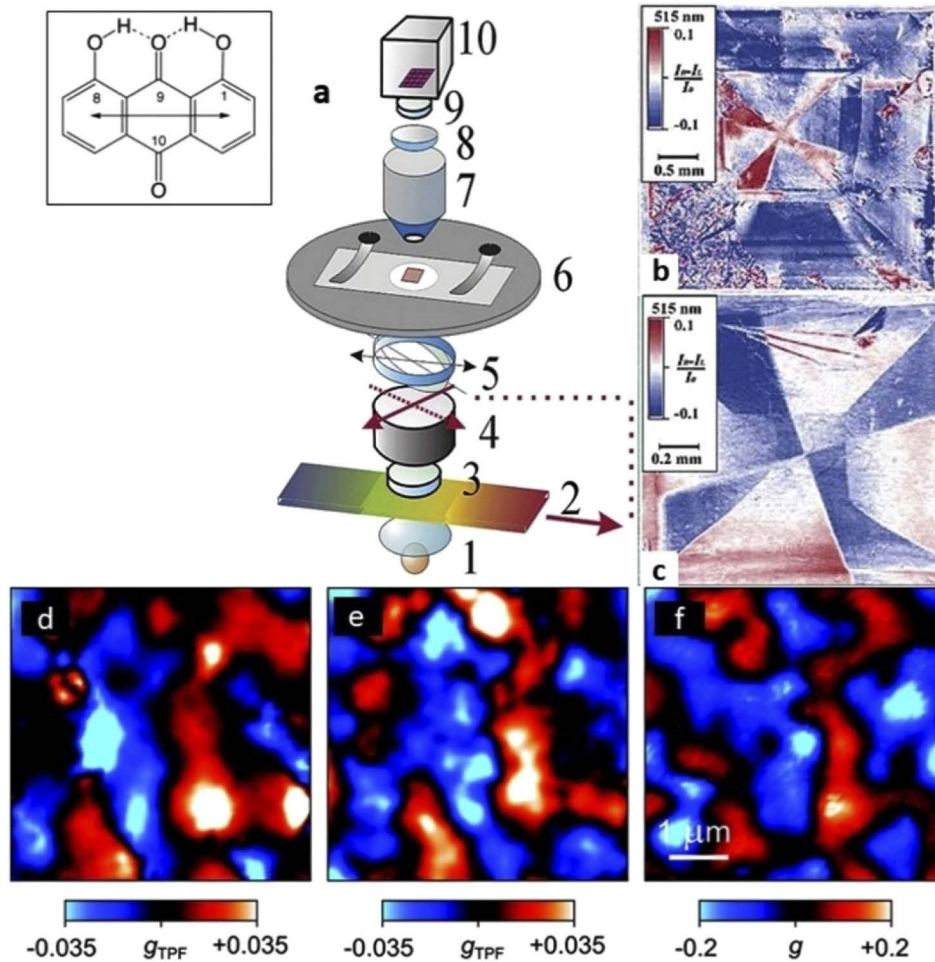 O H O H O
8 9 1
10
O
a
10
9
8
7
6
5
4
3
2
1
515 nm
0.1
I_R-I_L
I_o
-0.1
0.5 mm
b
515 nm
0.1
I_R-I_L
I_o
-0.1
0.2 mm
c
d e f
1 μm
-0.035 g_TPF +0.035
-0.035 g_TPF +0.035
-0.2 g +0.2